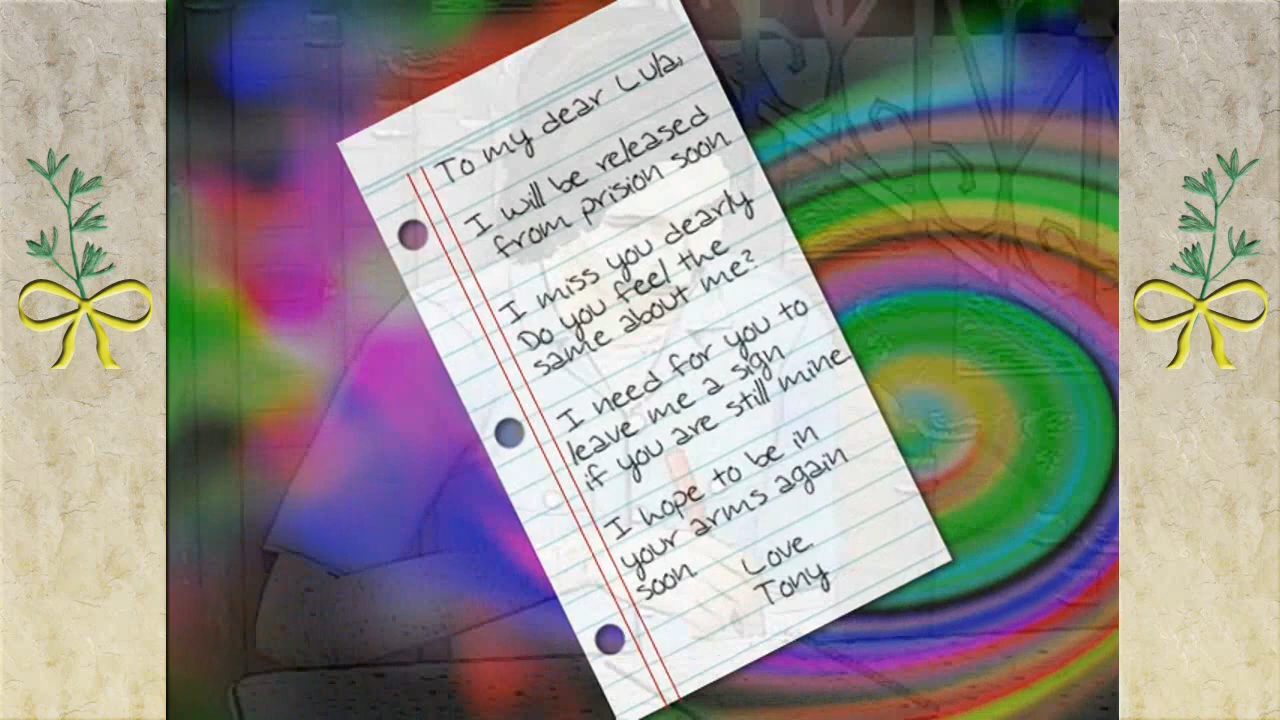 To my dear Lula,
I will be released
from prision soon
I miss you dearly
Do you feel the
same about me?
I need for you to
leave me a sign
if you are still mine
I hope to be in
your arms again
soon
Love
Tony